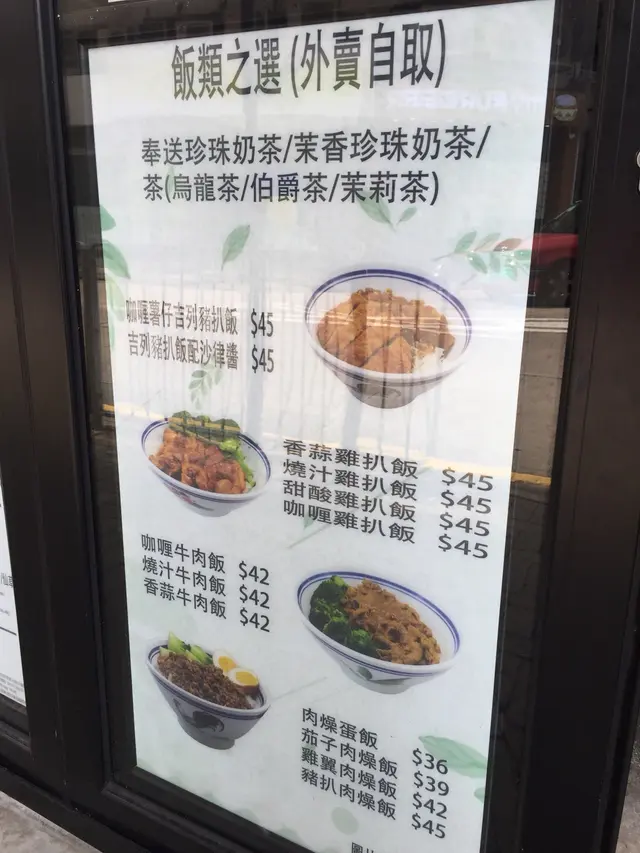 飯類之選(外賣自取)
奉送珍珠奶茶/茉香珍珠奶茶/
茶(烏龍茶/伯爵茶/茉莉茶)
咖喱薯仔吉列豬扒飯 $45
吉列豬扒飯配沙律醬 $45
香蒜雞扒飯 $45
燒汁雞扒飯 $45
甜酸雞扒飯 $45
咖喱雞扒飯 $45
咖喱牛肉飯 $42
燒汁牛肉飯 $42
香蒜牛肉飯 $42
肉燥蛋飯 $36
茄子肉燥飯 $39
雞翼肉燥飯 $42
豬扒肉燥飯 $45